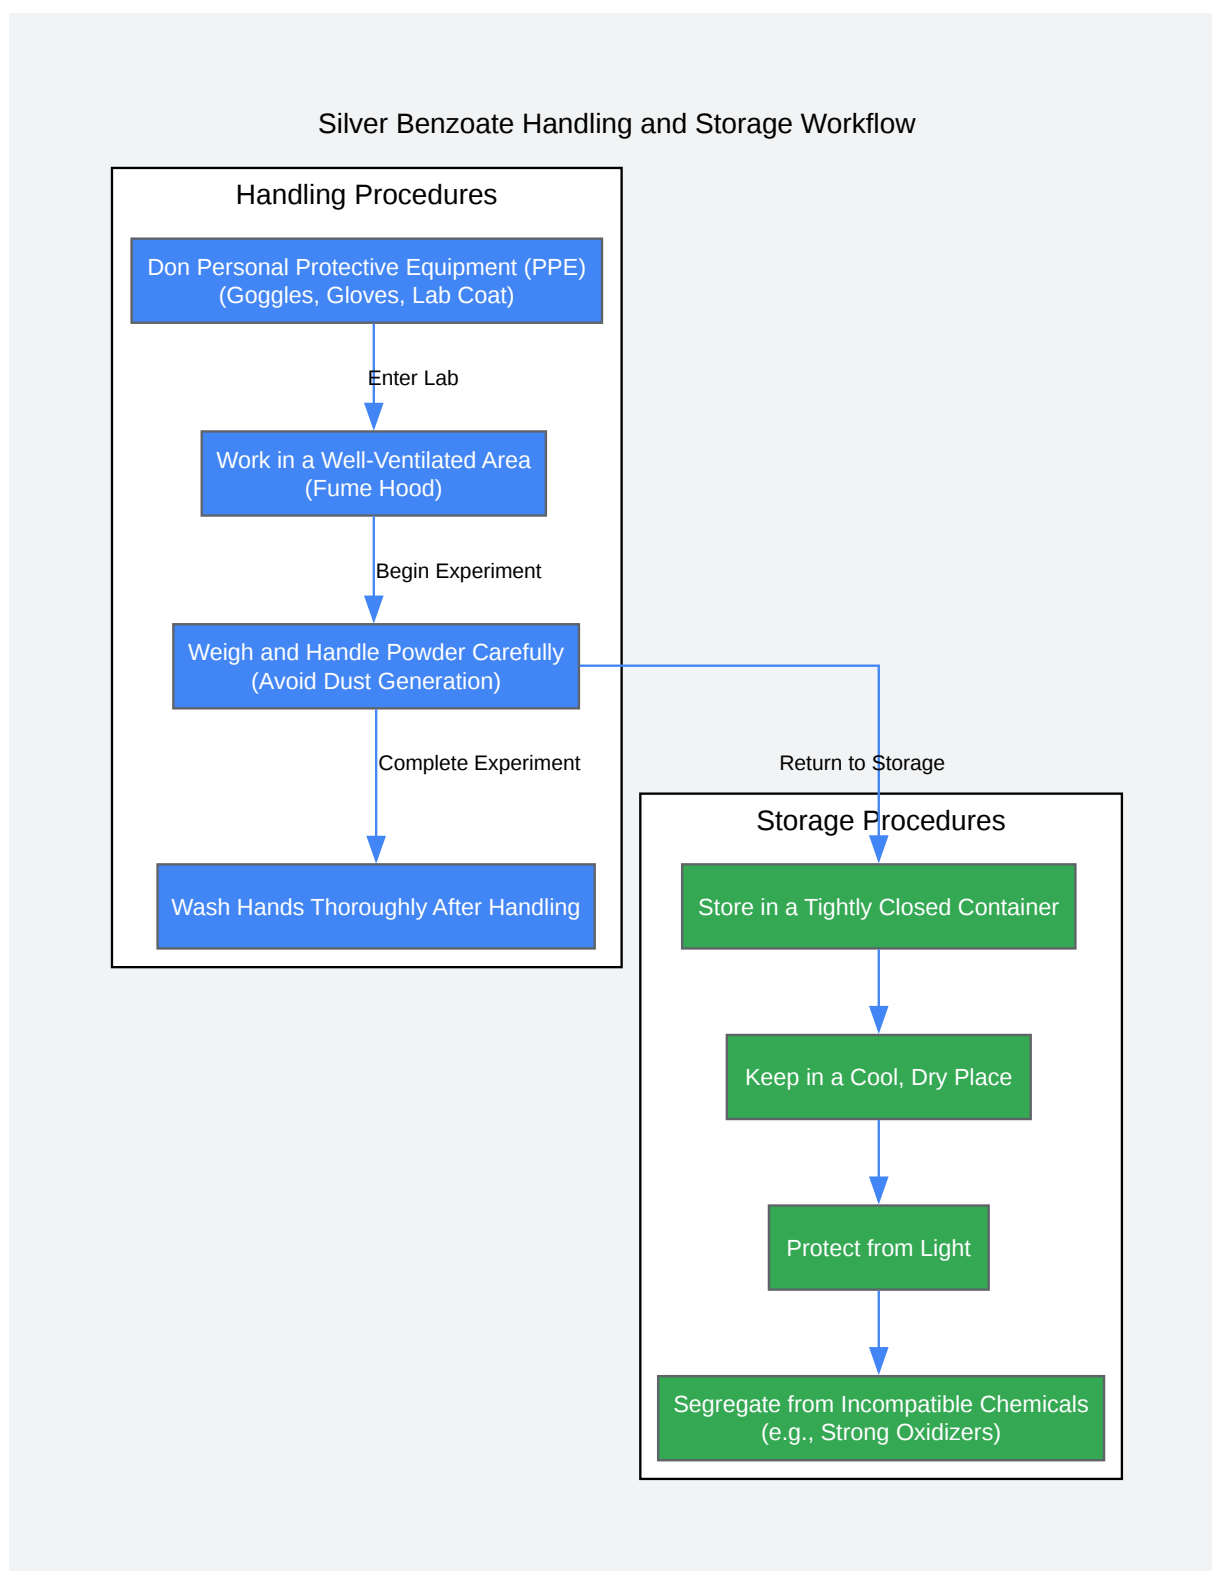 Silver Benzoate Handling and Storage Workflow
Handling Procedures
Don Personal Protective Equipment (PPE)
(Goggles, Gloves, Lab Coat)
Enter Lab
Work in a Well-Ventilated Area
(Fume Hood)
Begin Experiment
Weigh and Handle Powder Carefully
(Avoid Dust Generation)
Complete Experiment
Wash Hands Thoroughly After Handling
Return to Storage
Storage Procedures
Store in a Tightly Closed Container
Keep in a Cool, Dry Place
Protect from Light
Segregate from Incompatible Chemicals
(e.g., Strong Oxidizers)